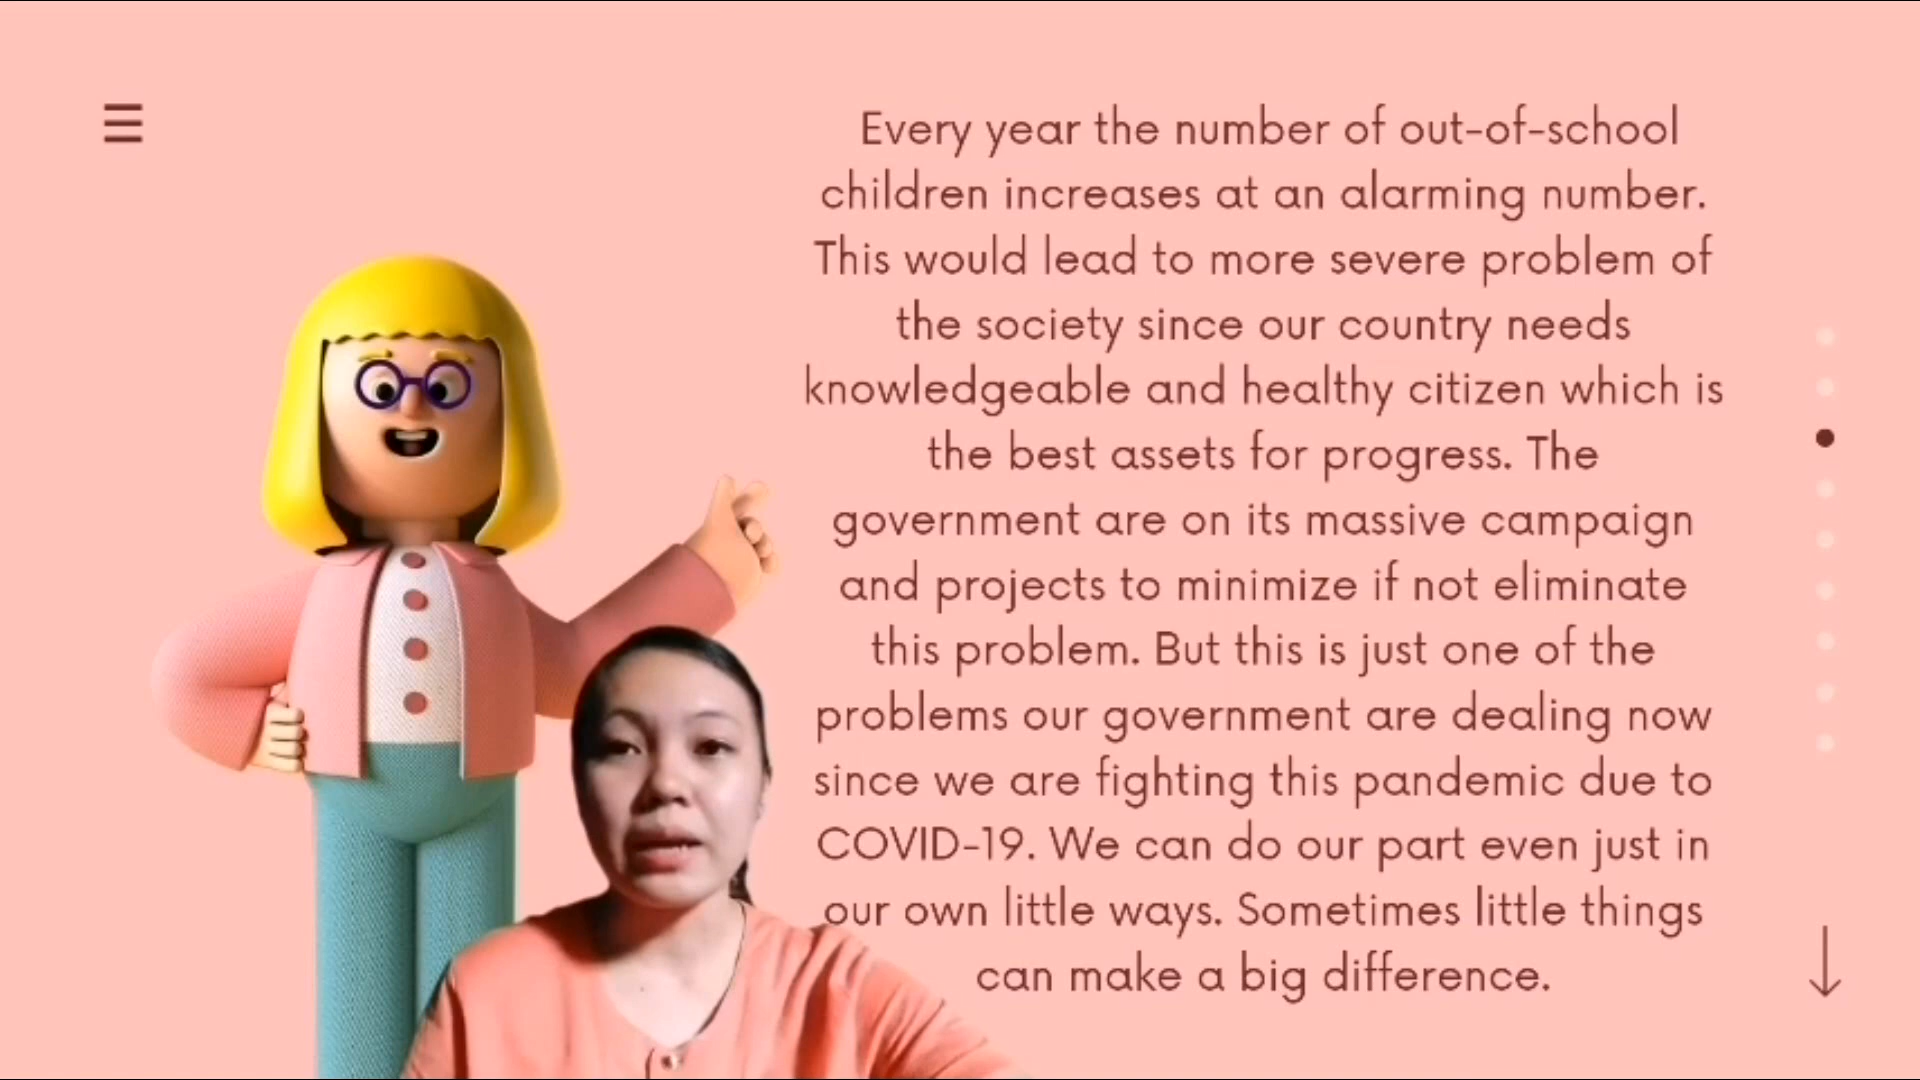 Every year the number of out-of-school
children increases at an alarming number.
This would lead to more severe problem of
the society since our country needs
knowledgeable and healthy citizen which is
the best assets for progress. The
government are on its massive campaign
and projects to minimize if not eliminate
this problem. But this is just one of the
problems our government are dealing now
since we are fighting this pandemic due to
COVID-19. We can do our part even just in
our own little ways. Sometimes little things
can make a big difference.